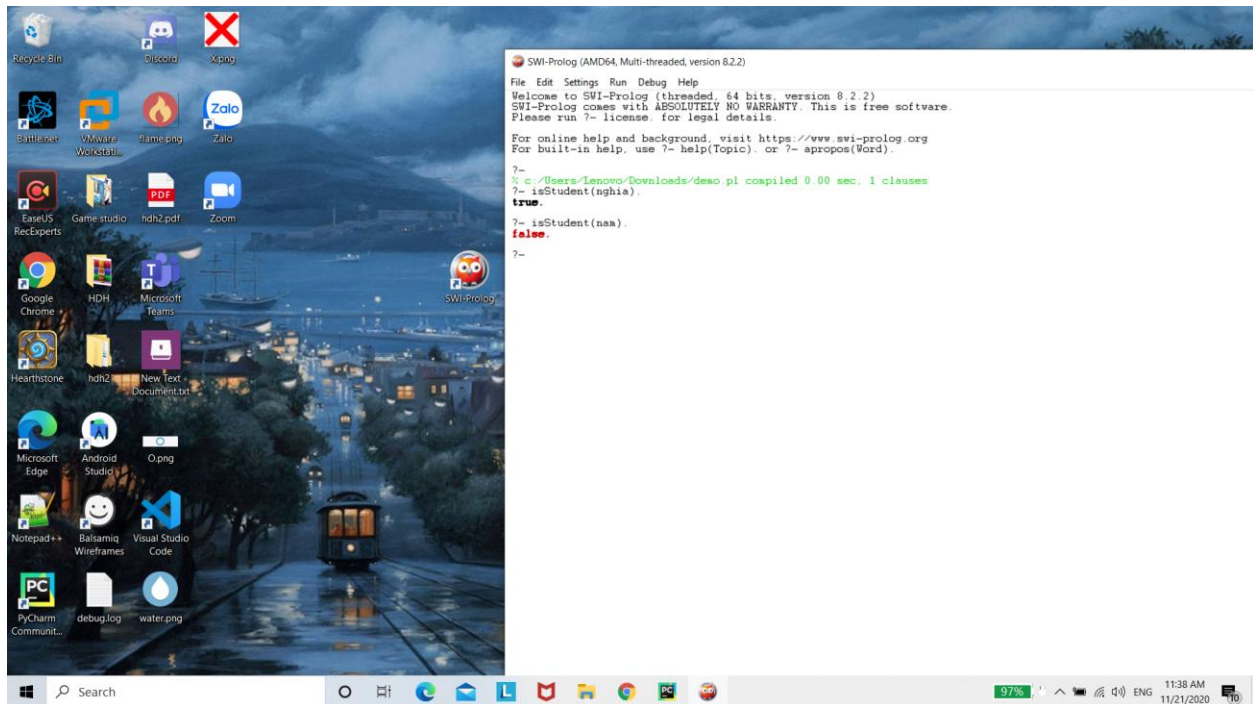 Recycle Bin
Discord
X.png
Battle.net
VMware Workstati...
flame.png
Zalo
Zalo
EaseUS RecExperts
Game studio
PDF
hdh2.pdf
Zoom
Google Chrome
HDH
Microsoft Teams
SWI-Prolog
Hearthstone
hdh2
New Text Document.txt
Microsoft Edge
Android Studio
O.png
Notepad++
Balsamiq Wireframes
Visual Studio Code
PC
PyCharm Communit...
debug.log
water.png
SWI-Prolog (AMD64, Multi-threaded, version 8.2.2)
File Edit Settings Run Debug Help
Welcome to SWI-Prolog (threaded, 64 bits, version 8.2.2)
SWI-Prolog comes with ABSOLUTELY NO WARRANTY. This is free software.
Please run ?- license. for legal details.
For online help and background, visit https://www.swi-prolog.org
For built-in help, use ?- help(Topic). or ?- apropos(Word).
?-
% c:/Users/Lenovo/Downloads/demo.pl compiled 0.00 sec, 1 clauses
?- isStudent(nghia).
true.
?- isStudent(nam).
false.
?-
Search
L
PC
97%
ENG
11:38 AM
11/21/2020
10